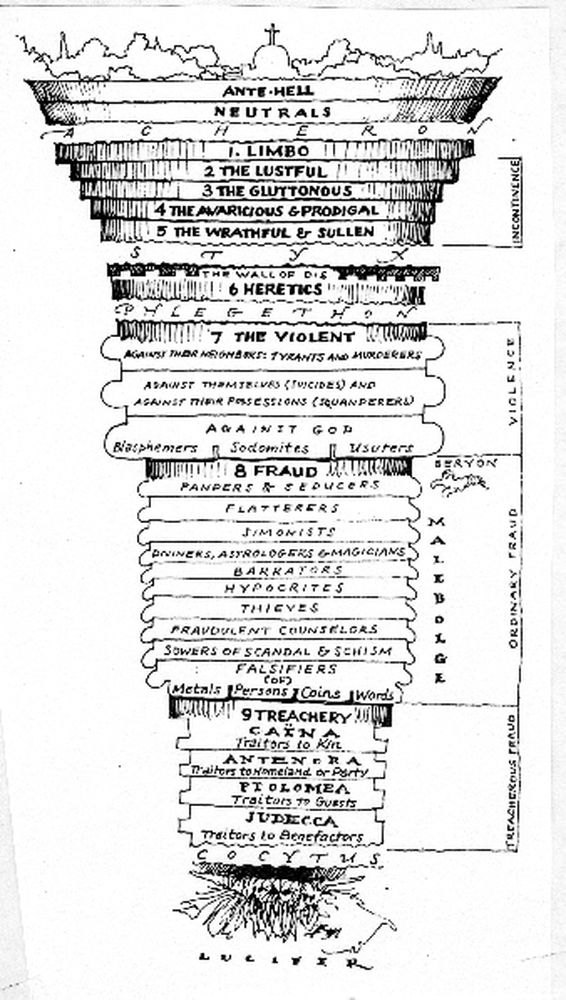 ANTE-HELL
NEUTRALS
ACHERON
1. LIMBO
2 THE LUSTFUL
3 THE GLUTTONOUS
4 THE AVARICIOUS & PRODIGAL
5 THE WRATHFUL & SULLEN
INCONTINENCE
STYX
THE WALL OF DIS
6 HERETICS
PHLEGETHON
7 THE VIOLENT
AGAINST THEIR NEIGHBORS: TYRANTS AND MURDERERS
AGAINST THEMSELVES (SUICIDES) AND
AGAINST THEIR POSSESSIONS (SQUANDERERS)
AGAINST GOD
Blasphemers Sodomites Usurers
VIOLENCE
8 FRAUD
GERYON
PANDERS & SEDUCERS
FLATTERERS
SIMONISTS
DIVINERS, ASTROLOGERS & MAGICIANS
BARRATORS
HYPOCRITES
THIEVES
FRAUDULENT COUNSELORS
SOWERS OF SCANDAL & SCHISM
FALSIFIERS
(OF)
Metals Persons Coins Words
MALEBOLGE
ORDINARY FRAUD
9 TREACHERY
CAÏNA
Traitors to Kin
ANTENORA
Traitors to Homeland or Party
PTOLOMEA
Traitors to Guests
JUDECCA
Traitors to Benefactors
TREACHEROUS FRAUD
COCYTUS
LUCIFER